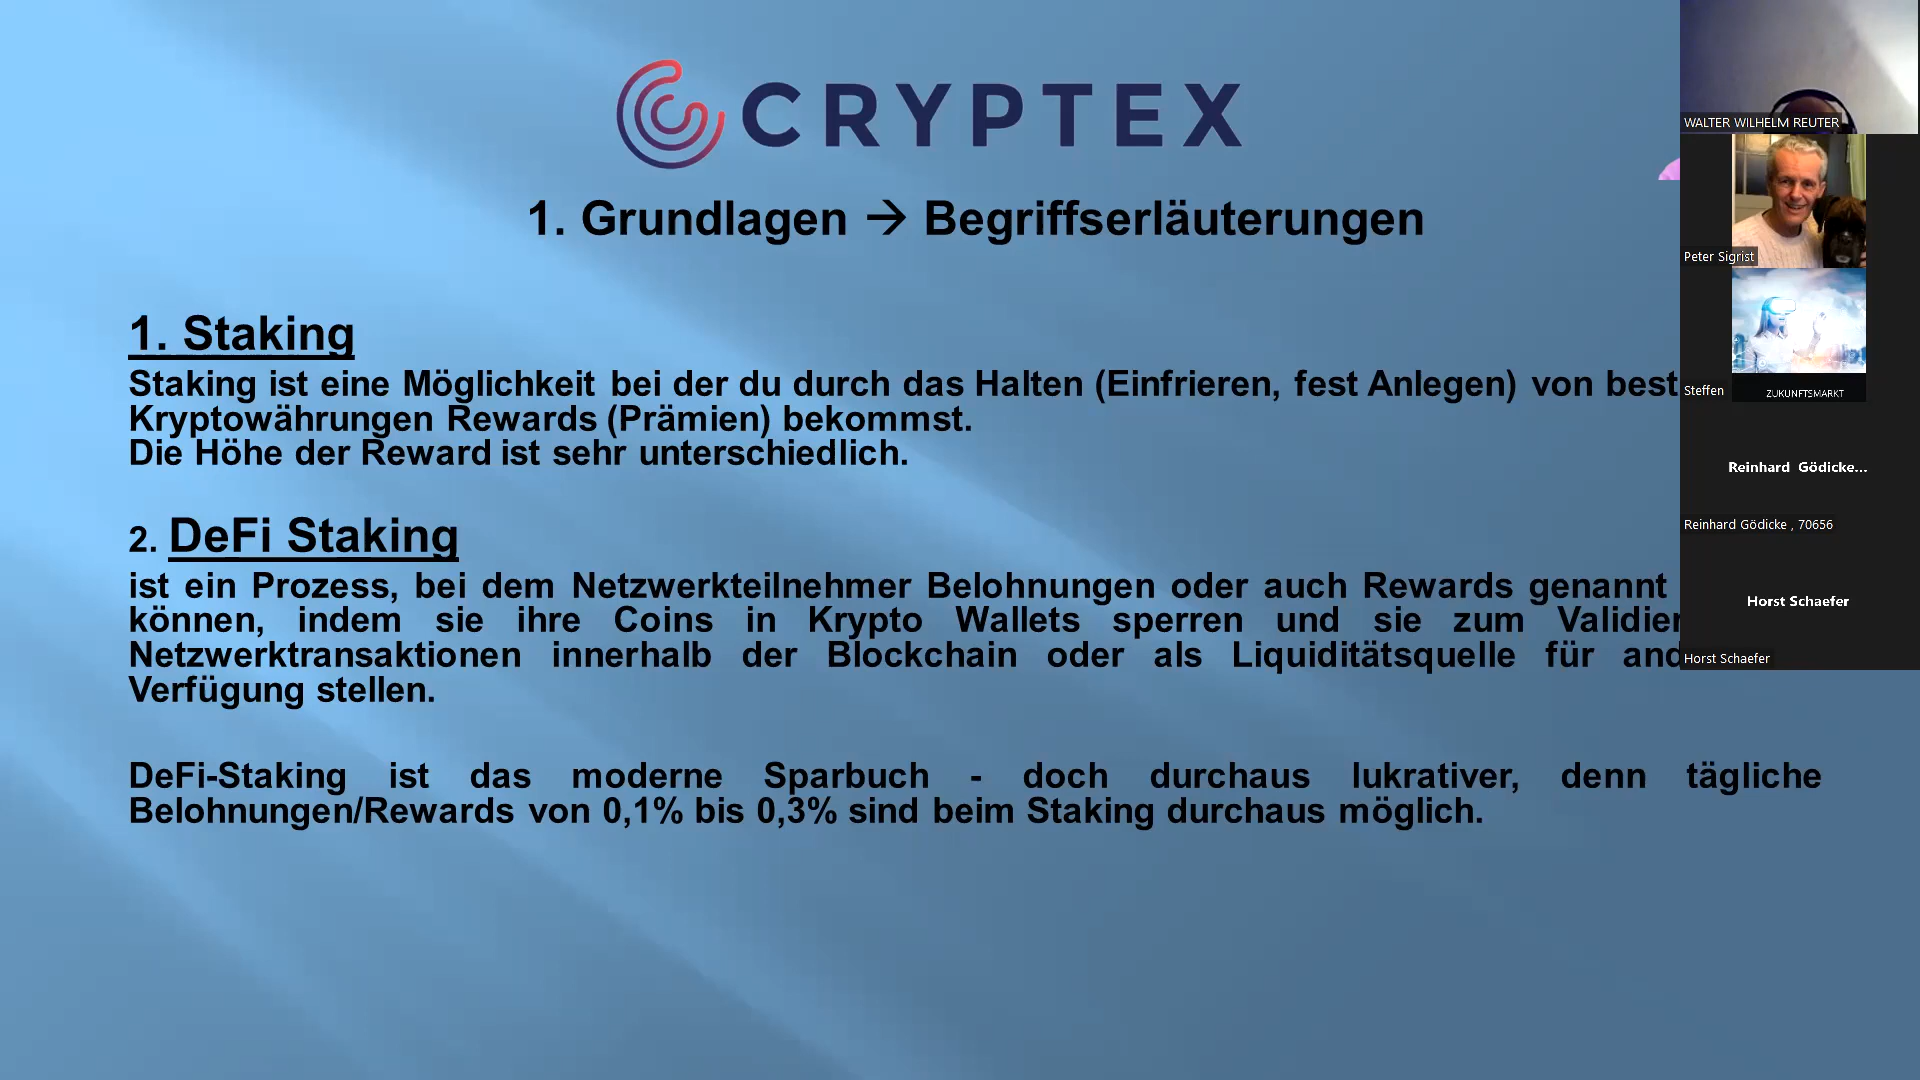 CRYPTEX
1. Grundlagen → Begriffserläuterungen
1. Staking
Staking ist eine Möglichkeit bei der du durch das Halten (Einfrieren, fest Anlegen) von best
Kryptowährungen Rewards (Prämien) bekommst.
Die Höhe der Reward ist sehr unterschiedlich.
2. DeFi Staking
ist ein Prozess, bei dem Netzwerkteilnehmer Belohnungen oder auch Rewards genannt
können, indem sie ihre Coins in Krypto Wallets sperren und sie zum Validier
Netzwerktransaktionen innerhalb der Blockchain oder als Liquiditätsquelle für and
Verfügung stellen.
DeFi-Staking ist das moderne Sparbuch - doch durchaus lukrativer, denn tägliche
Belohnungen/Rewards von 0,1% bis 0,3% sind beim Staking durchaus möglich.
WALTER WILHELM REUTER
Peter Sigrist
Steffen
ZUKUNFTSMARKT
Reinhard Gödicke...
Reinhard Gödicke , 70656
Horst Schaefer
Horst Schaefer